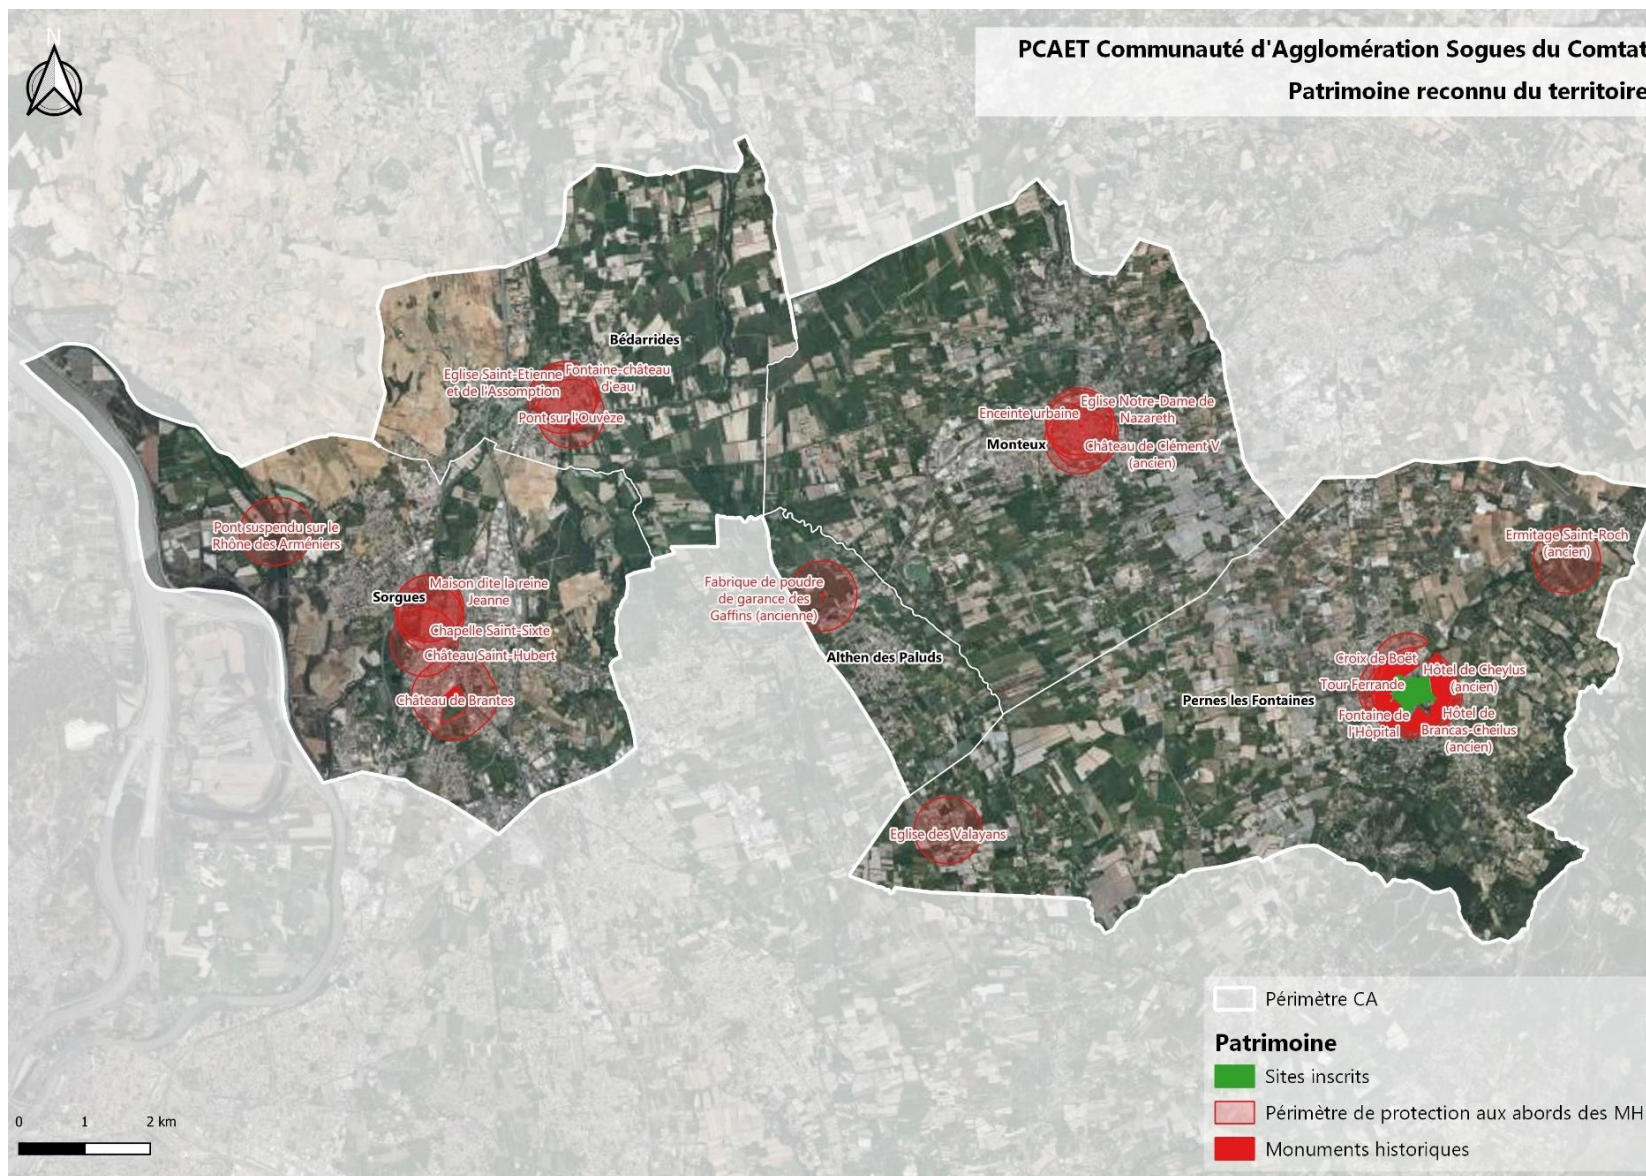 N
PCAET Communauté d'Agglomération Sogues du Comtat
Patrimoine reconnu du territoire
Bédarrides
Eglise Saint-Etienne
et de l'Assomption
Fontaine-château
d'eau
Pont sur l'Ouvèze
Enceinte urbaine
Eglise Notre-Dame de
Nazareth
Monteux
Château de Clément V
(ancien)
Pont suspendu sur le
Rhône des Arméniers
Ermitage Saint-Roch
(ancien)
Maison dite la reine
Jeanne
Sorgues
Chapelle Saint-Sixte
Château Saint-Hubert
Château de Brantes
Fabrique de poudre
de garance des
Gaffins (ancienne)
Althen des Paluds
Croix de Boët
Hôtel de Cheylus
(ancien)
Tour Ferrande
Pernes les Fontaines
Fontaine de
l'Hôpital
Hôtel de
Brancas-Cheilus
(ancien)
Eglise des Valayans
Périmètre CA
Patrimoine
Sites inscrits
Périmètre de protection aux abords des MH
Monuments historiques
0 1 2 km